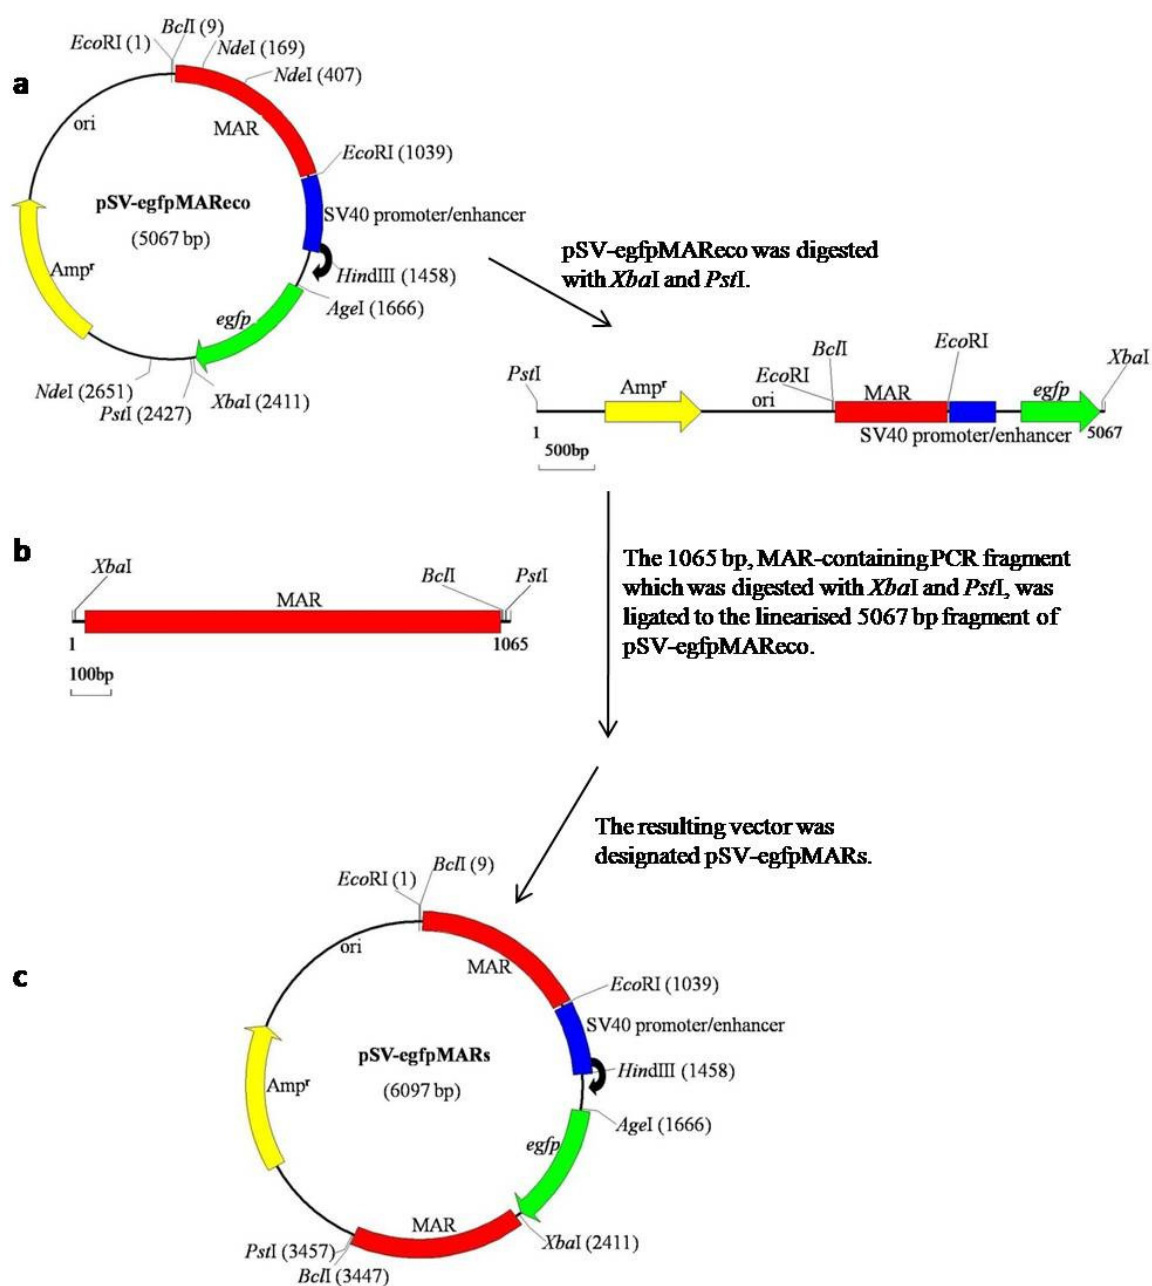 a
EcoRI (1)
BclI (9)
NdeI (169)
NdeI (407)
MAR
EcoRI (1039)
SV40 promoter/enhancer
HindIII (1458)
AgeI (1666)
egfp
XbaI (2411)
PstI (2427)
NdeI (2651)
Ampr
ori
pSV-egfpMAReco
(5067 bp)
pSV-egfpMAReco was digested
with XbaI and PstI.
PstI
Ampr
ori
EcoRI
BclI
MAR
EcoRI
SV40 promoter/enhancer
egfp
XbaI
1
5067
500bp
b
XbaI
MAR
BclI
PstI
1
1065
100bp
The 1065 bp, MAR-containing PCR fragment
which was digested with XbaI and PstI, was
ligated to the linearised 5067 bp fragment of
pSV-egfpMAReco.
The resulting vector was
designated pSV-egfpMARs.
c
EcoRI (1)
BclI (9)
MAR
EcoRI (1039)
SV40 promoter/enhancer
HindIII (1458)
AgeI (1666)
egfp
XbaI (2411)
MAR
BclI (3447)
PstI (3457)
Ampr
ori
pSV-egfpMARs
(6097 bp)